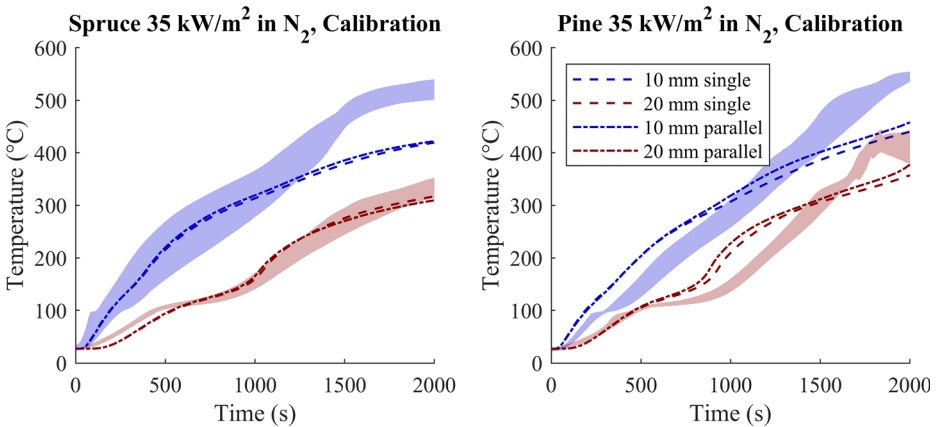 Spruce 35 kW/m2 in N2, Calibration
600
500
400
300
200
100
0
Temperature (°C)
0 500 1000 1500 2000
Time (s)
Pine 35 kW/m2 in N2, Calibration
600
500
400
300
200
100
0
Temperature (°C)
10 mm single
20 mm single
10 mm parallel
20 mm parallel
0 500 1000 1500 2000
Time (s)